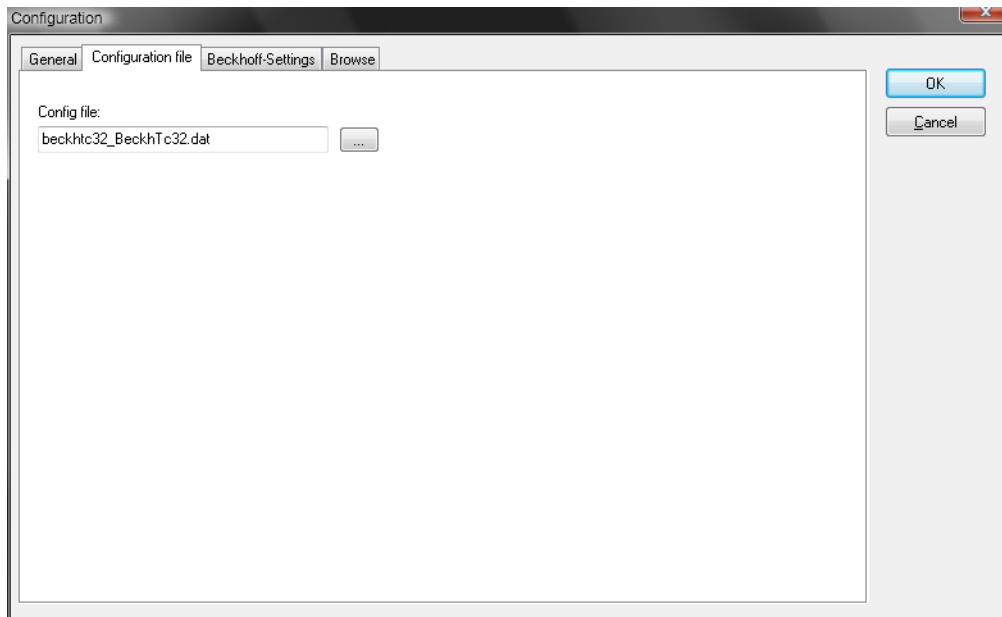 Configuration
General Configuration file Beckhoff-Settings Browse
OK
Config file:
Cancel
beckhtc32_BeckhTc32.dat ...